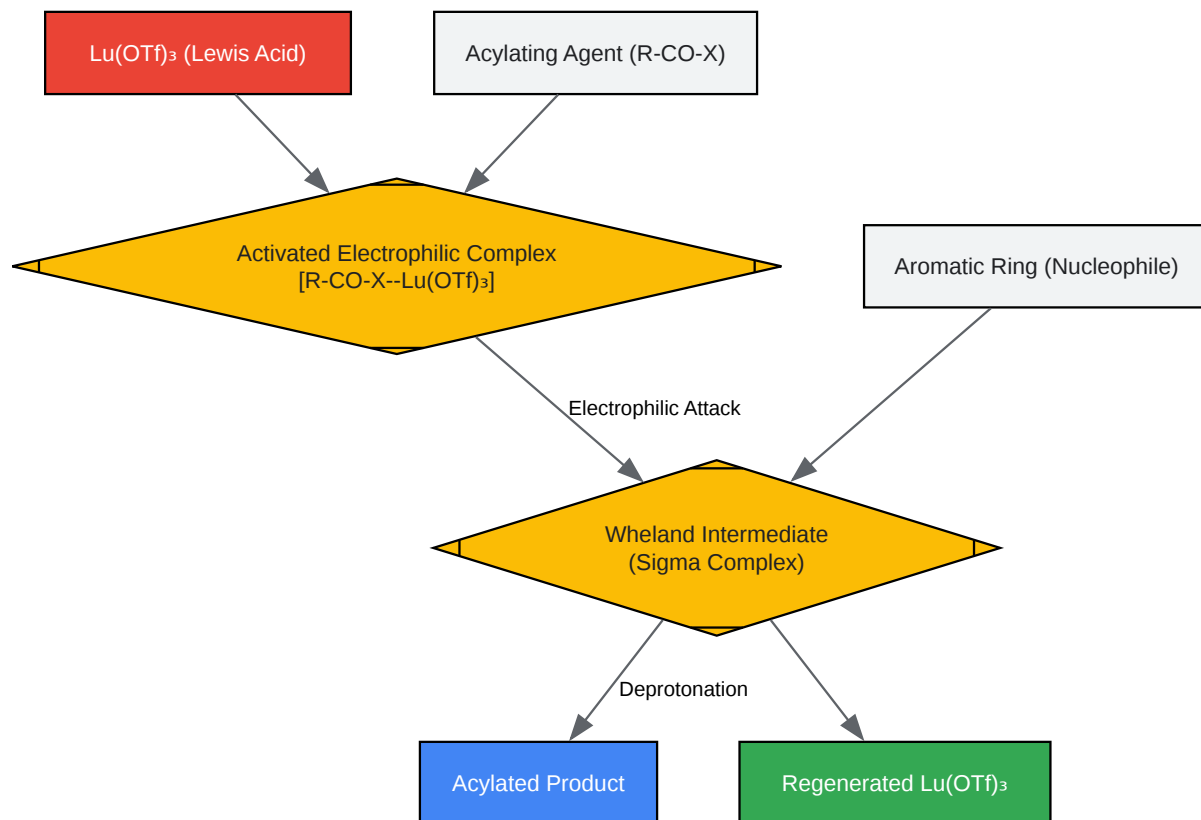 Lu(OTf)₃ (Lewis Acid)
Acylating Agent (R-CO-X)
Activated Electrophilic Complex
[R-CO-X--Lu(OTf)₃]
Aromatic Ring (Nucleophile)
Electrophilic Attack
Wheland Intermediate
(Sigma Complex)
Deprotonation
Acylated Product
Regenerated Lu(OTf)₃